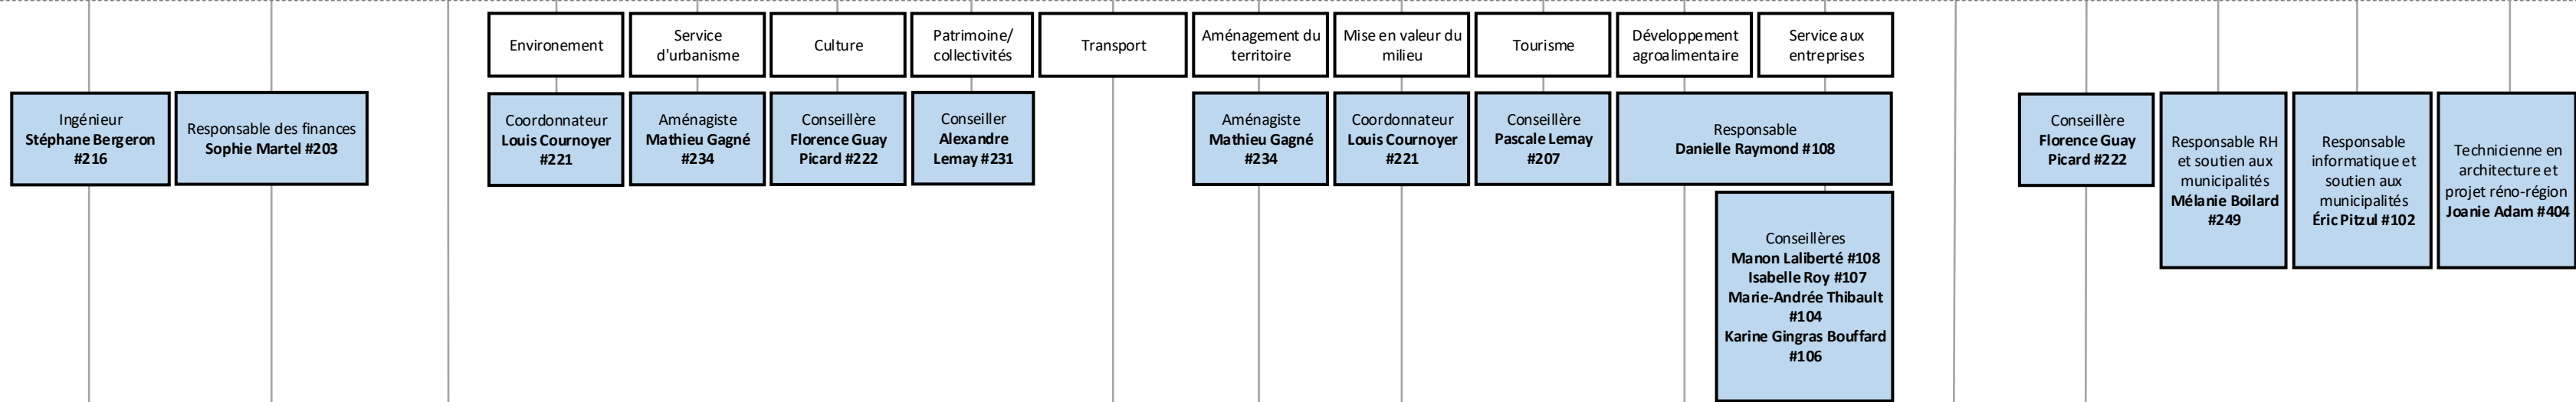 Environement
Service
d'urbanisme
Culture
Patrimoine/
collectivités
Transport
Aménagement du
territoire
Mise en valeur du
milieu
Tourisme
Développement
agroalimentaire
Service aux
entreprises
Ingénieur
Stéphane Bergeron
#216
Responsable des finances
Sophie Martel #203
Coordonnateur
Louis Cournoyer
#221
Aménagiste
Mathieu Gagné
#234
Conseillère
Florence Guay
Picard #222
Conseiller
Alexandre
Lemay #231
Aménagiste
Mathieu Gagné
#234
Coordonnateur
Louis Cournoyer
#221
Conseillère
Pascale Lemay
#207
Responsable
Danielle Raymond #108
Conseillères
Manon Laliberté #108
Isabelle Roy #107
Marie-Andrée Thibault
#104
Karine Gingras Bouffard
#106
Conseillère
Florence Guay
Picard #222
Responsable RH
et soutien aux
municipalités
Mélanie Boilard
#249
Responsable
informatique et
soutien aux
municipalités
Éric Pitzul #102
Technicienne en
architecture et
projet réno-région
Joanie Adam #404